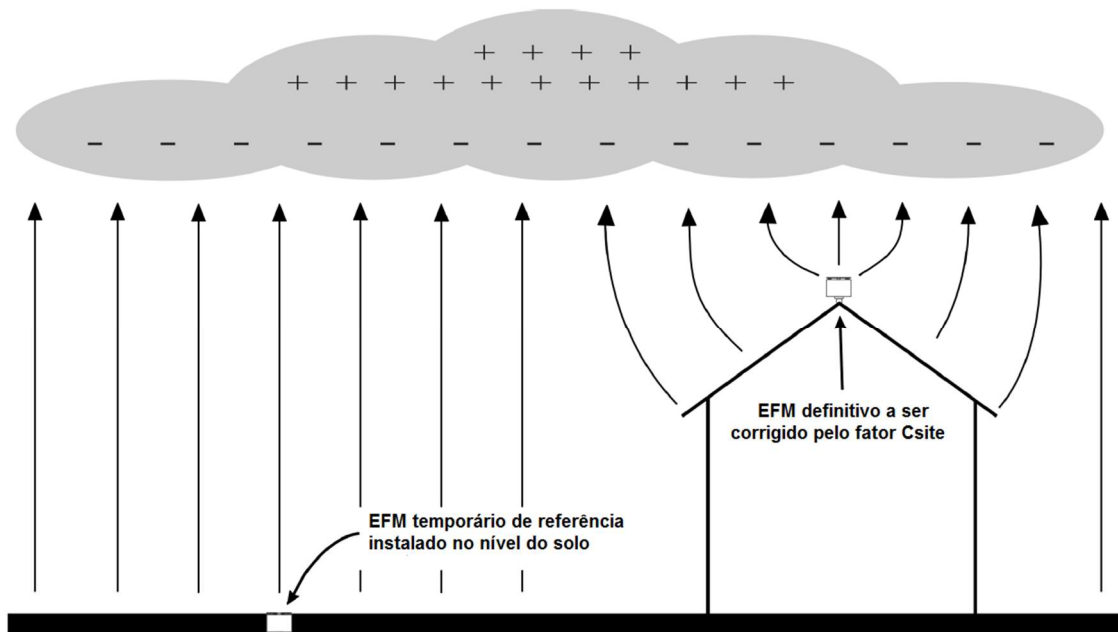 + + + +
+ + + + + + + + + + +
- - - - - - - - - - - - - -
EFM definitivo a ser
corrigido pelo fator Csite
EFM temporário de referência
instalado no nível do solo